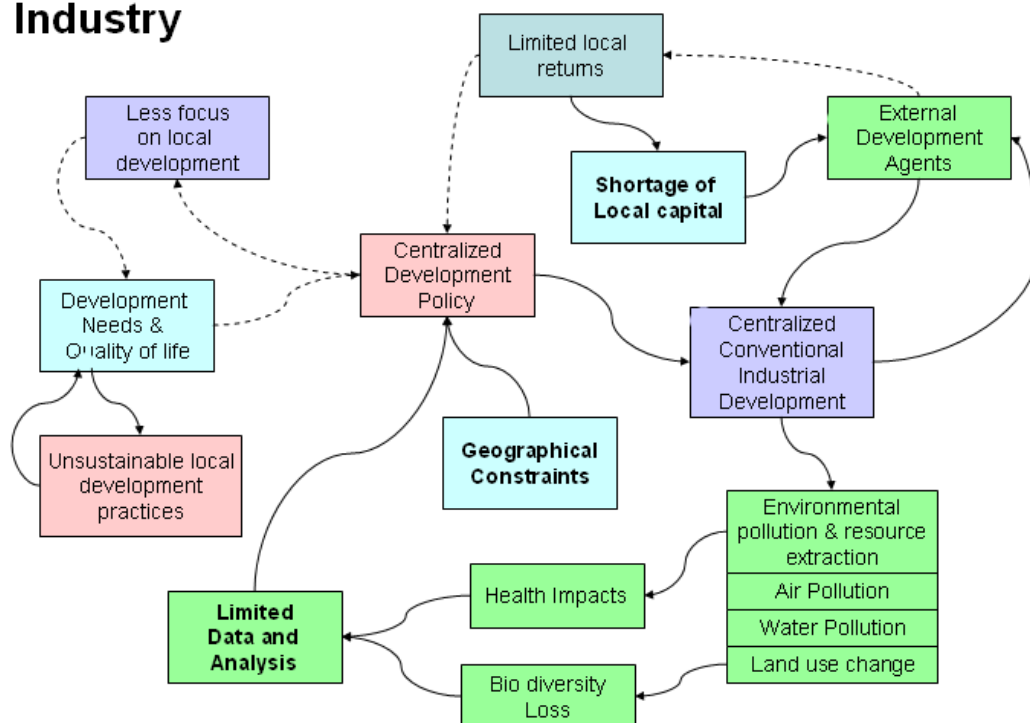 Industry
Limited local
returns
Less focus
on local
development
External
Development
Agents
Shortage of
Local capital
Centralized
Development
Policy
Development
Needs &
Quality of life
Centralized
Conventional
Industrial
Development
Unsustainable local
development
practices
Geographical
Constraints
Environmental
pollution & resource
extraction
Air Pollution
Water Pollution
Land use change
Health Impacts
Limited
Data and
Analysis
Bio diversity
Loss